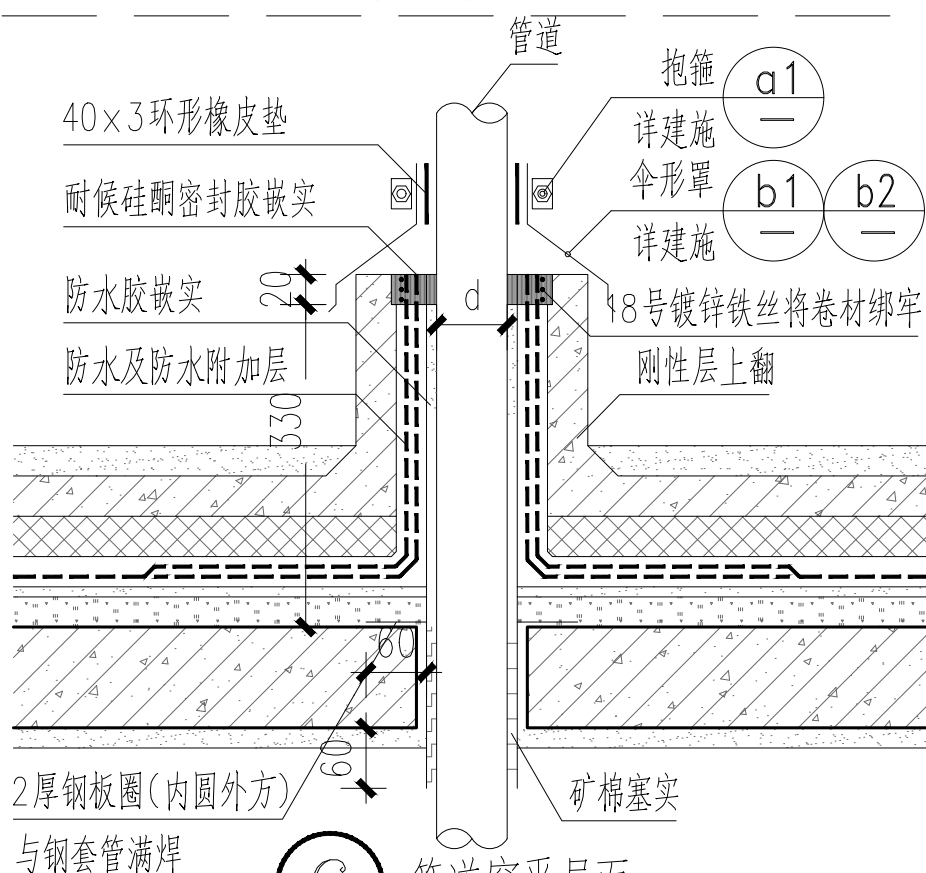 管道
抱箍
a1
40x3环形橡皮垫
详建施
伞形罩
b1
b2
耐候硅酮密封胶嵌实
详建施
20
防水胶嵌实
d
18号镀锌铁丝将卷材绑牢
防水及防水附加层
刚性层上翻
330
60
60
2厚钢板圈(内圆外方)
矿棉塞实
与钢套管满焊